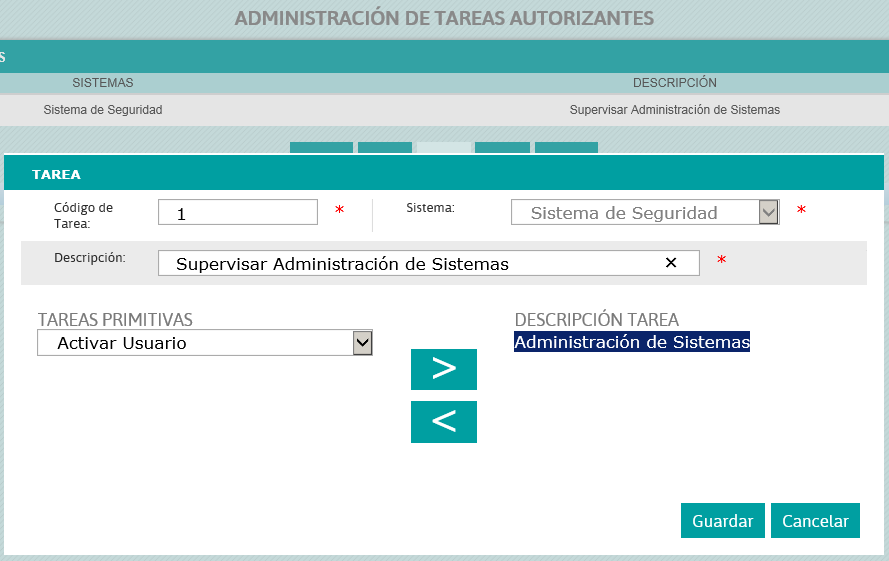 ADMINISTRACIÓN DE TAREAS AUTORIZANTES
S
SISTEMAS DESCRIPCIÓN
Sistema de Seguridad Supervisar Administración de Sistemas
TAREA
Código de
Tarea: 1 * Sistema: Sistema de Seguridad *
Descripción: Supervisar Administración de Sistemas ✕ *
TAREAS PRIMITIVAS DESCRIPCIÓN TAREA
Activar Usuario Administración de Sistemas
>
<
Guardar Cancelar